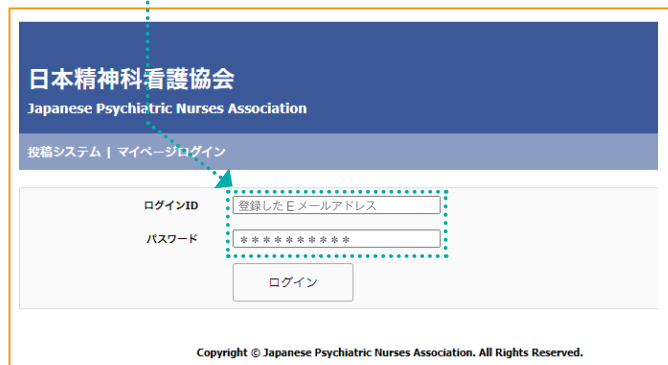 日本精神科看護協会
Japanese Psychiatric Nurses Association
投稿システム | マイページログイン
ログインID
登録したEメールアドレス
パスワード
**********
ログイン
Copyright © Japanese Psychiatric Nurses Association. All Rights Reserved.